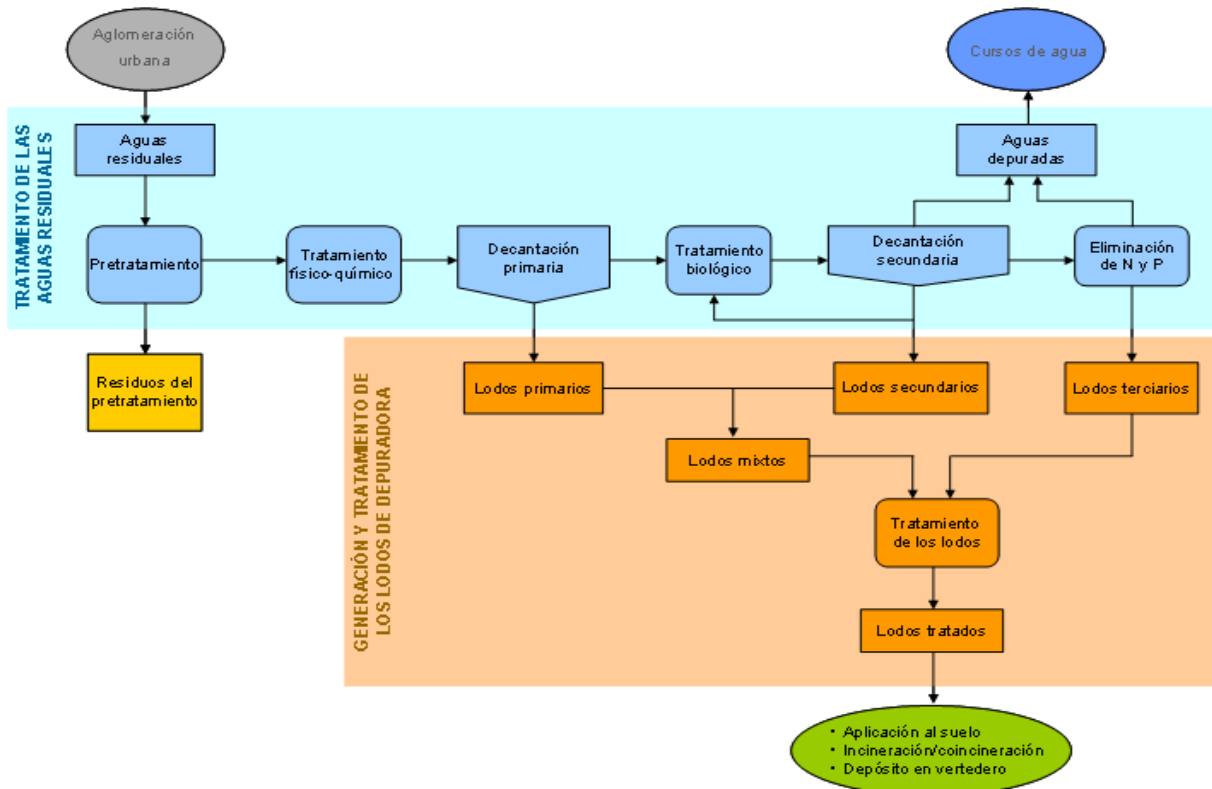 Aglomeración
urbana
Cursos de agua
TRATAMIENTO DE LAS
AGUAS RESIDUALES
Aguas
residuales
Aguas
depuradas
Pretratamiento
Tratamiento
físico-químico
Decantación
primaria
Tratamiento
biológico
Decantación
secundaria
Eliminación
de N y P
Residuos del
pretratamiento
GENERACIÓN Y TRATAMIENTO DE
LOS LODOS DE DEPURADORA
Lodos primarios
Lodos secundarios
Lodos terciarios
Lodos mixtos
Tratamiento
de los lodos
Lodos tratados
• Aplicación al suelo
• Incineración/coincineración
• Depósito en vertedero